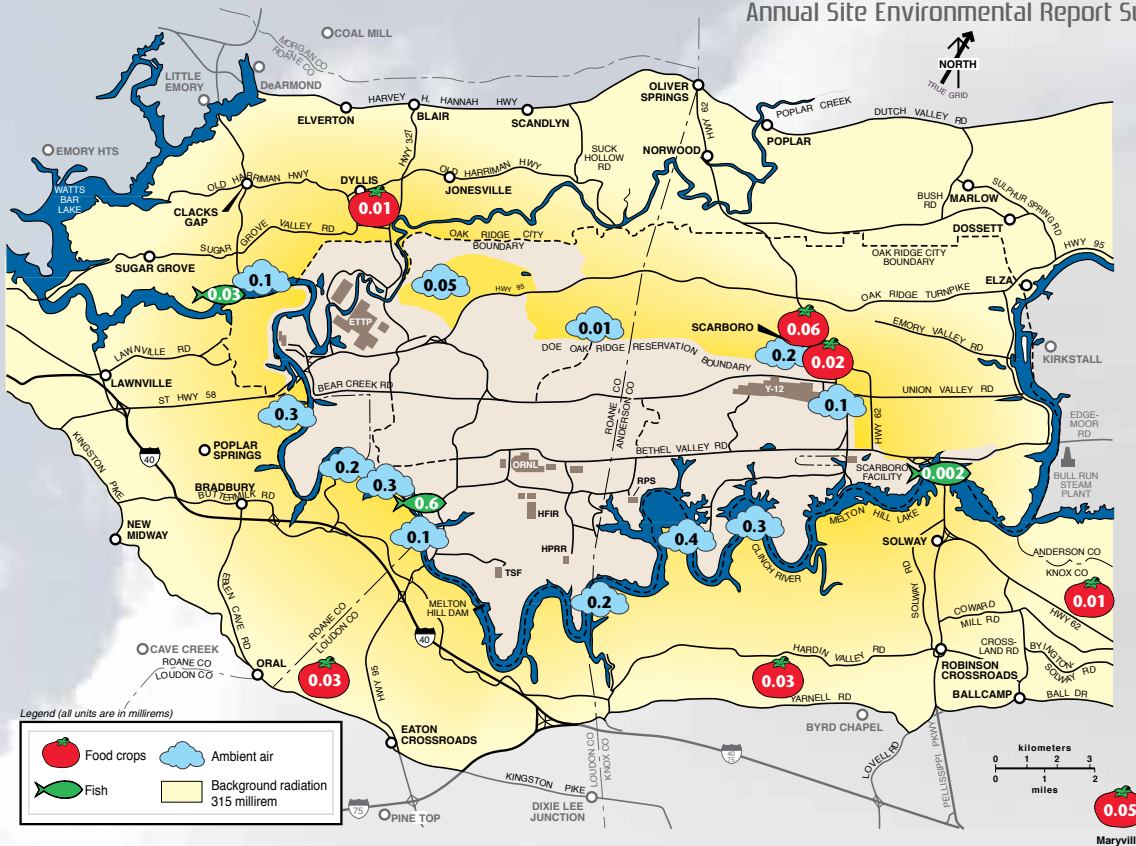 Annual Site Environmental Report Su
COAL MILL
MORGAN CO
ROANE CO
NORTH
TRUE GRID
LITTLE
EMORY
DeARMOND
OLIVER
SPRINGS
HARVEY H. HANNAH HWY
ELVERTON
BLAIR
SCANDLYN
HWY 62
POPLAR CREEK
DUTCH VALLEY RD
POPLAR
EMORY HTS
HWY 327
SUCK
HOLLOW
RD
NORWOOD
WATTS
BAR
LAKE
OLD HARRIMAN HWY
DYLLIS
OLD HARRIMAN HWY
JONESVILLE
CLACKS
GAP
0.01
BUSH
RD
MARLOW
SULPHUR SPRING RD
DOSSETT
SUGAR GROVE VALLEY RD
OAK RIDGE CITY
BOUNDARY
OAK RIDGE CITY
BOUNDARY
HWY 95
SUGAR GROVE
0.1
0.03
0.05
HWY 95
ELZA
OAK RIDGE TURNPIKE
ETTP
0.01
SCARBORO
0.06
EMORY VALLEY RD
DOE OAK RIDGE RESERVATION BOUNDARY
0.2
0.02
KIRKSTALL
LAWNVILLE RD
LAWNVILLE
BEAR CREEK RD
Y-12
UNION VALLEY RD
ST HWY 58
0.3
ROANE CO
ANDERSON CO
0.1
HWY 62
EDGE-
MOOR
RD
KINGSTON PIKE
40
POPLAR
SPRINGS
BETHEL VALLEY RD
0.2
ORNL
SCARBORO
FACILITY
0.002
BULL RUN
STEAM
PLANT
BRADBURY
BUTTERMILK RD
0.3
0.6
RPS
HFIR
MELTON HILL LAKE
NEW
MIDWAY
0.1
0.4
0.3
SOLWAY
HPRR
CLINCH RIVER
ANDERSON CO
KNOX CO
TSF
EBLEN CAVE RD
MELTON
HILL DAM
0.2
SOLWAY RD
0.01
COWARD
MILL RD
HWY 62
ROANE CO
LOUDON CO
40
CROSS-
LAND RD
BYINGTON
SOLWAY RD
CAVE CREEK
ROANE CO
LOUDON CO
ORAL
0.03
HWY 95
HARDIN VALLEY RD
0.03
ROBINSON
CROSSROADS
YARNELL RD
BALLCAMP
BALL DR
Legend (all units are in millirems)
Food crops
Ambient air
Fish
Background radiation
315 millirem
EATON
CROSSROADS
BYRD CHAPEL
LOUDON CO
KNOX CO
40
75
LOVELL RD
PELLISSIPPI PKWY
kilometers
0 1 2 3
0 1 2
miles
KINGSTON PIKE
75
PINE TOP
DIXIE LEE
JUNCTION
0.05
Maryvill